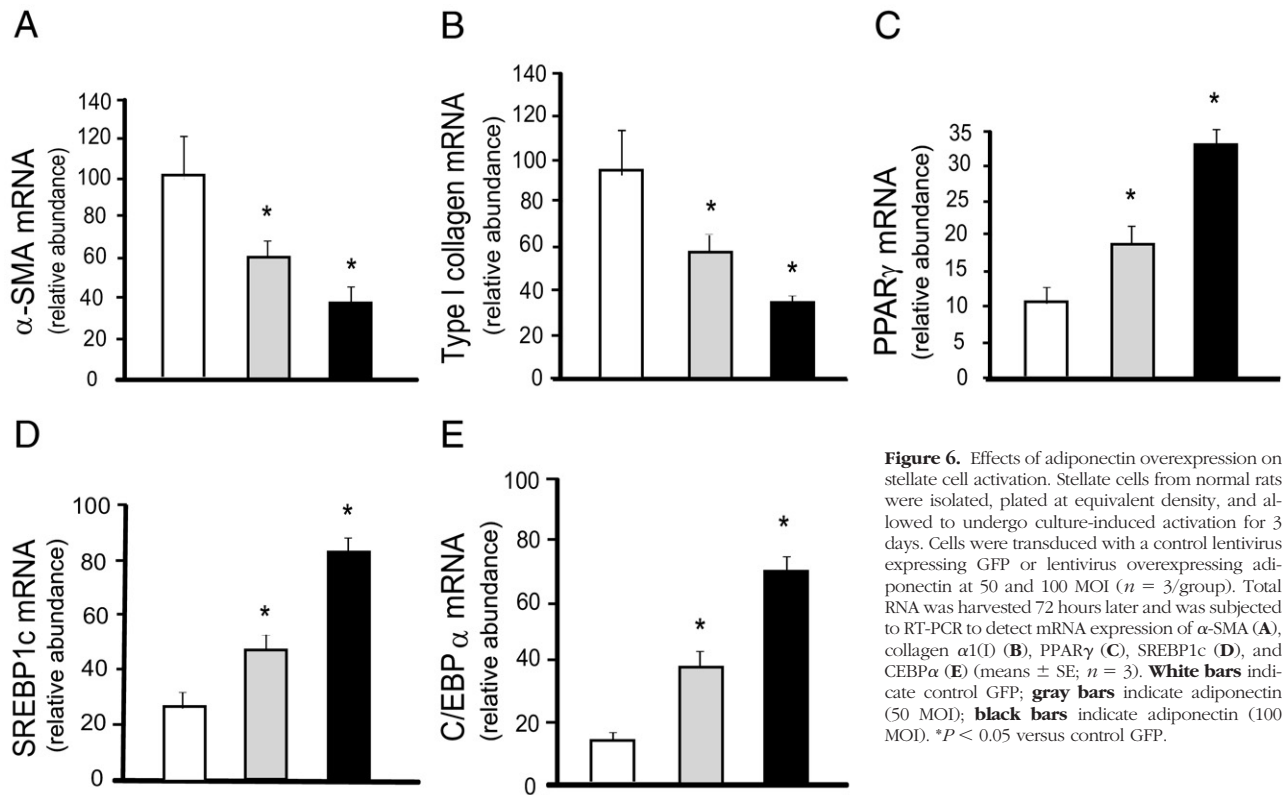 A
α-SMA mRNA
(relative abundance)
140
120
100
80
60
40
20
0
*
*
B
Type I collagen mRNA
(relative abundance)
140
120
100
80
60
40
20
0
*
*
C
PPARγ mRNA
(relative abundance)
35
30
25
20
15
10
5
0
*
*
D
SREBP1c mRNA
(relative abundance)
100
80
60
40
20
0
*
*
E
C/EBP α mRNA
(relative abundance)
100
80
60
40
20
0
*
*
Figure 6. Effects of adiponectin overexpression on
stellate cell activation. Stellate cells from normal rats
were isolated, plated at equivalent density, and al-
lowed to undergo culture-induced activation for 3
days. Cells were transduced with a control lentivirus
expressing GFP or lentivirus overexpressing adi-
ponectin at 50 and 100 MOI (n = 3/group). Total
RNA was harvested 72 hours later and was subjected
to RT-PCR to detect mRNA expression of α-SMA (A),
collagen α1(I) (B), PPARγ (C), SREBP1c (D), and
CEBPα (E) (means ± SE; n = 3). White bars indi-
cate control GFP; gray bars indicate adiponectin
(50 MOI); black bars indicate adiponectin (100
MOI). *P < 0.05 versus control GFP.